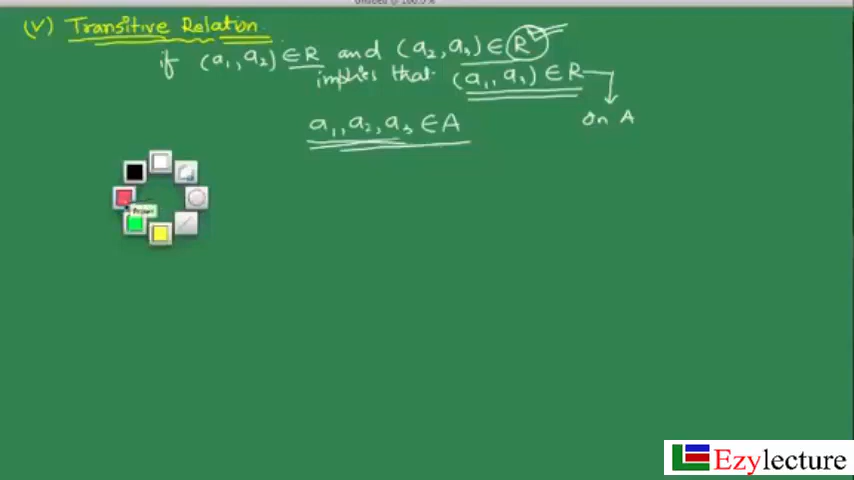 (v) Transitive Relation
if (a₁, a₂) ∈ R and (a₂, a₃) ∈ R
implies that (a₁, a₃) ∈ R
on A
a₁, a₂, a₃ ∈ A
Ezylecture